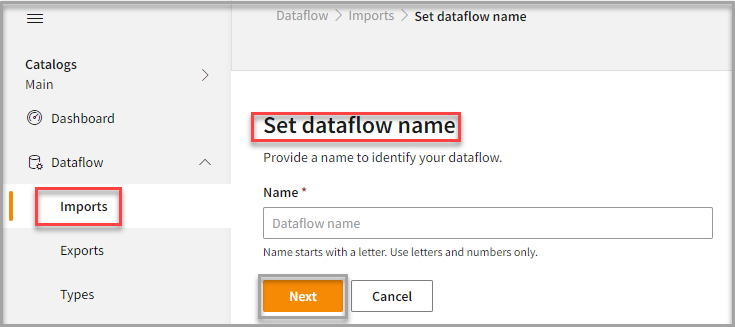 Dataflow > Imports > Set dataflow name
Catalogs
Main
Dashboard
Dataflow
Imports
Exports
Types
Set dataflow name
Provide a name to identify your dataflow.
Name *
Dataflow name
Name starts with a letter. Use letters and numbers only.
Next
Cancel